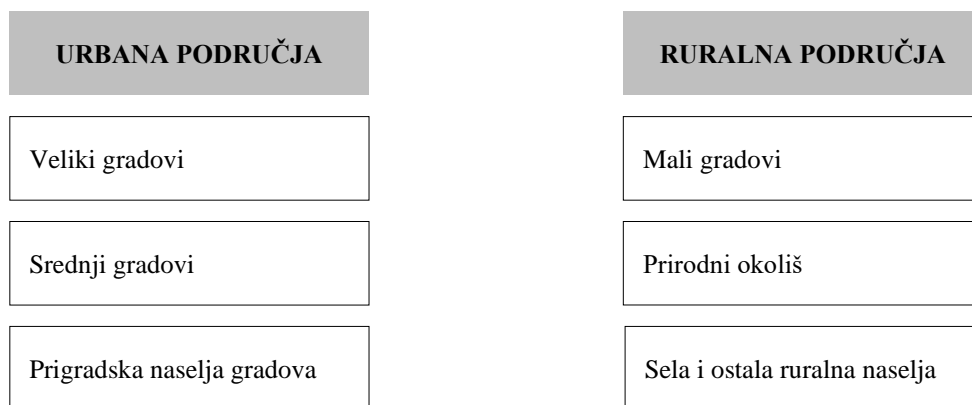 URBANA PODRUČJA
Veliki gradovi
Srednji gradovi
Prigradska naselja gradova
RURALNA PODRUČJA
Mali gradovi
Prirodni okoliš
Sela i ostala ruralna naselja